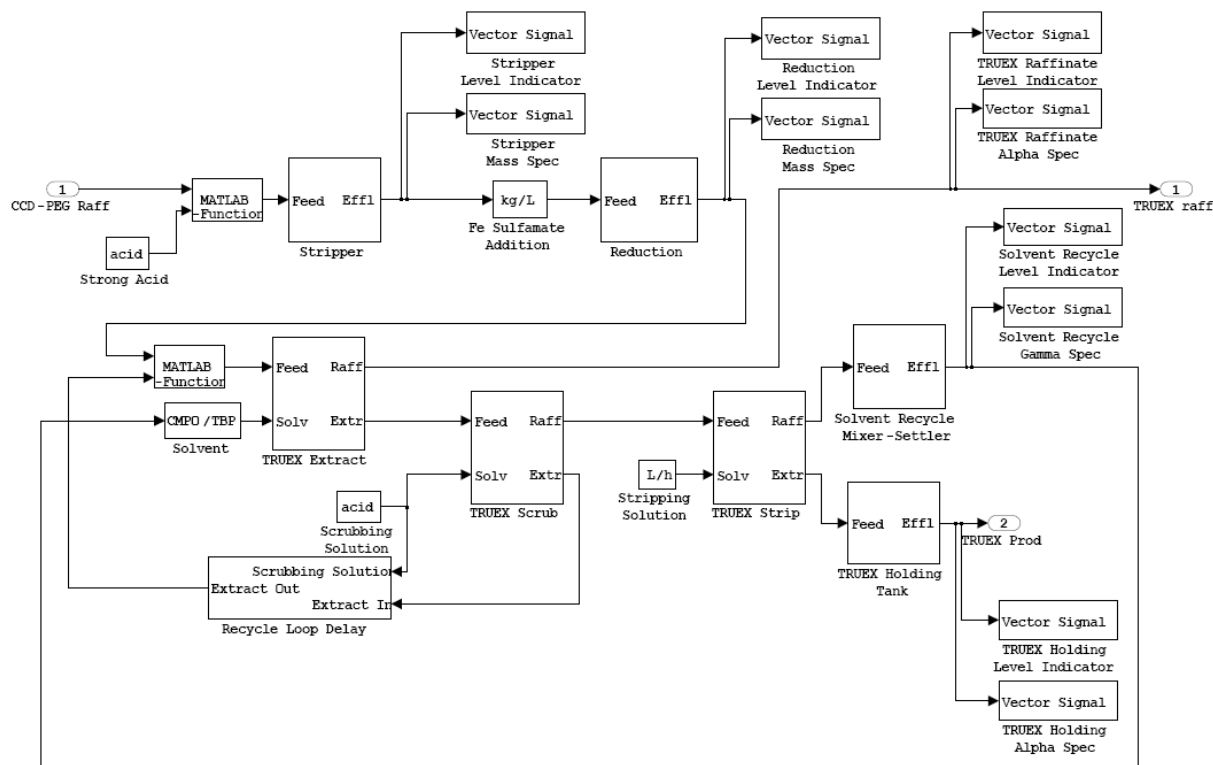 Vector Signal
Stripper
Level Indicator
Vector Signal
Stripper
Mass Spec
Vector Signal
Reduction
Level Indicator
Vector Signal
Reduction
Mass Spec
Vector Signal
TRUEX Raffinate
Level Indicator
Vector Signal
TRUEX Raffinate
Alpha Spec
1
CCD-PEG Raff
MATLAB
-Function
acid
Strong Acid
Feed Effl
Stripper
kg/L
Fe Sulfamate
Addition
Feed Effl
Reduction
1
TRUEX raff
Vector Signal
Solvent Recycle
Level Indicator
Vector Signal
Solvent Recycle
Gamma Spec
MATLAB
-Function
CMPO/TBP
Solvent
Feed Raff
Solv Extr
TRUEX Extract
Feed Raff
Solv Extr
TRUEX Scrub
acid
Scrubbing
Solution
Scrubbing Solution
Extract Out
Extract In
Recycle Loop Delay
L/h
Stripping
Solution
Feed Raff
Solv Extr
TRUEX Strip
Feed Effl
Solvent Recycle
Mixer-Settler
Feed Effl
TRUEX Holding
Tank
2
TRUEX Prod
Vector Signal
TRUEX Holding
Level Indicator
Vector Signal
TRUEX Holding
Alpha Spec